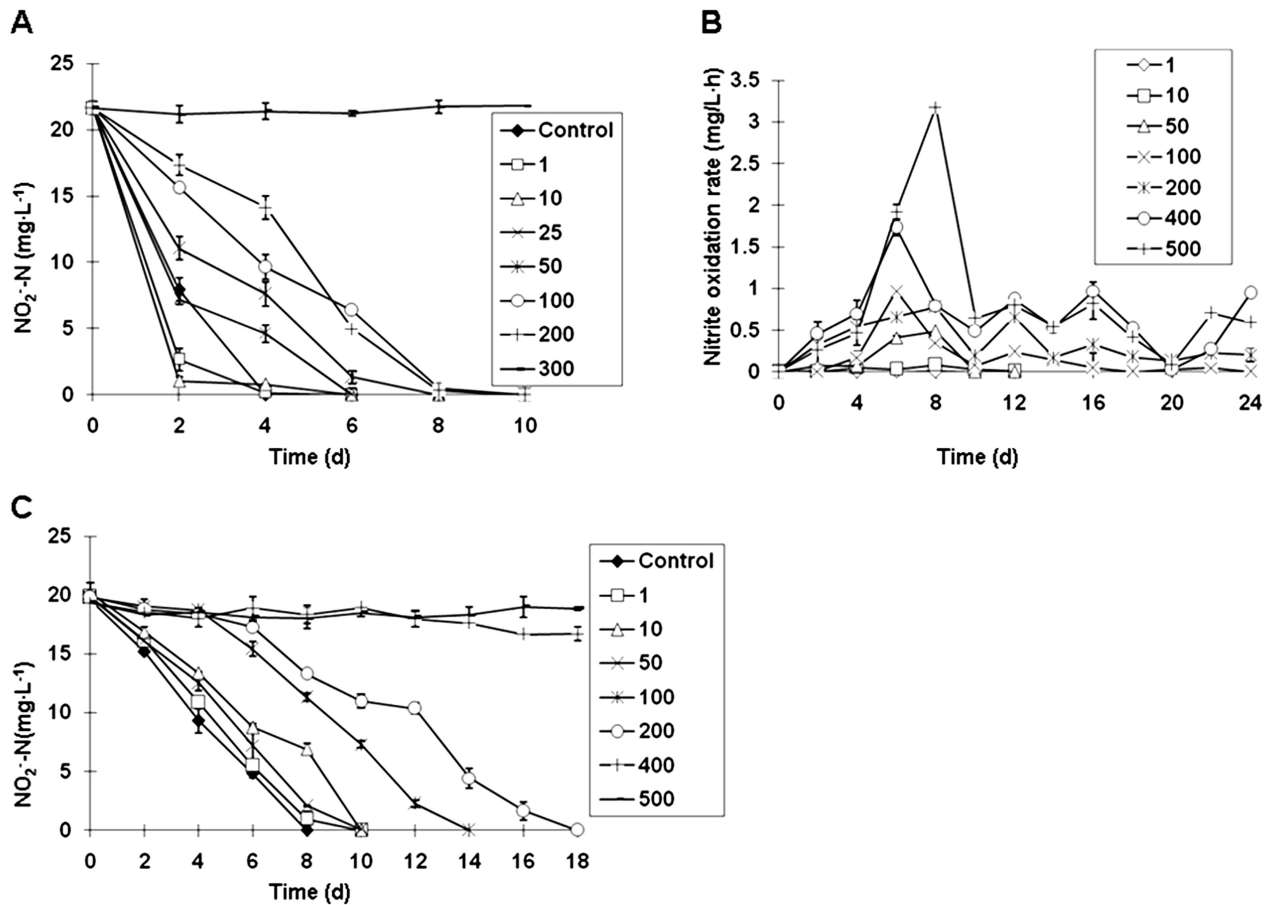 A
25
20
15
10
5
0
NO₂⁻-N (mg·L⁻¹)
0 2 4 6 8 10
Time (d)
Control
1
10
25
50
100
200
300
B
3.5
3
2.5
2
1.5
1
0.5
0
Nitrite oxidation rate (mg/L·h)
0 4 8 12 16 20 24
Time (d)
1
10
50
100
200
400
500
C
25
20
15
10
5
0
NO₂⁻-N(mg·L⁻¹)
0 2 4 6 8 10 12 14 16 18
Time (d)
Control
1
10
50
100
200
400
500